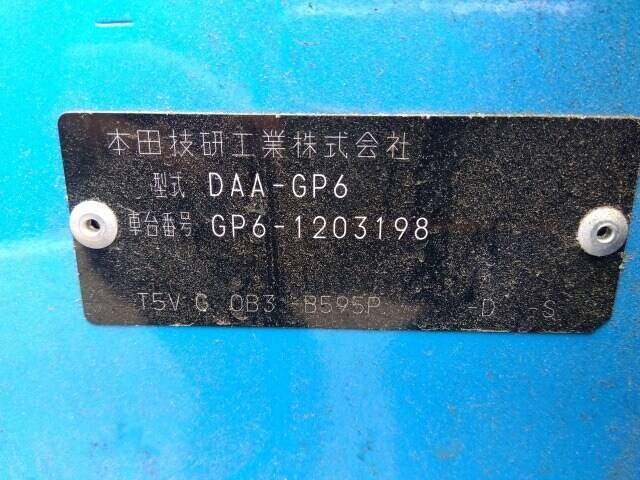 本田技研工業株式会社
型式 DAA-GP6
車台番号 GP6-1203198
T5V C 0B3 -B595P -D -S